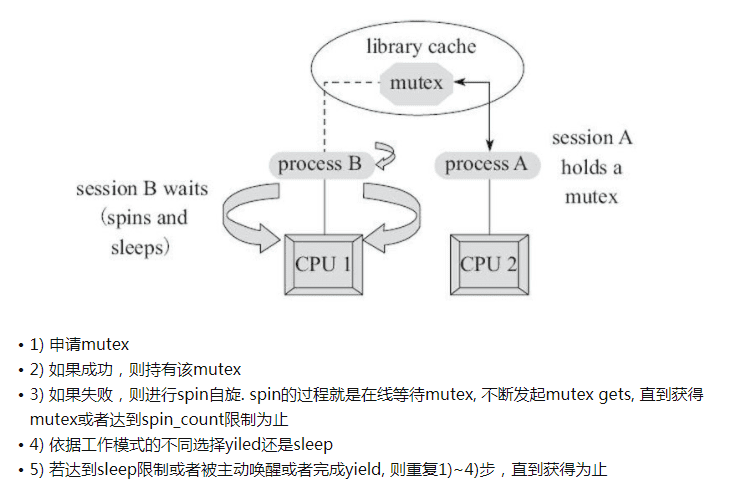 library cache
mutex
session A
holds a
mutex
process B
process A
session B waits
(spins and
sleeps)
CPU 1
CPU 2
• 1) 申请mutex
• 2) 如果成功，则持有该mutex
• 3) 如果失败，则进行spin自旋. spin的过程就是在线等待mutex, 不断发起mutex gets, 直到获得
mutex或者达到spin_count限制为止
• 4) 依据工作模式的不同选择yiled还是sleep
• 5) 若达到sleep限制或者被主动唤醒或者完成yield, 则重复1)~4)步，直到获得为止